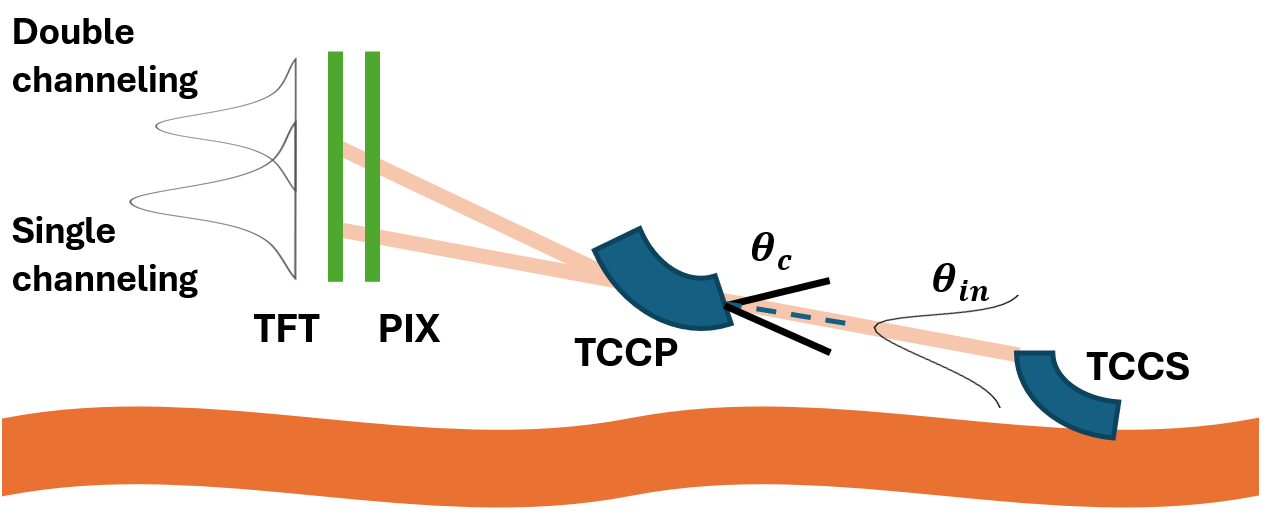 Double
channeling
Single
channeling
TFT
PIX
TCCP
θc
θin
TCCS